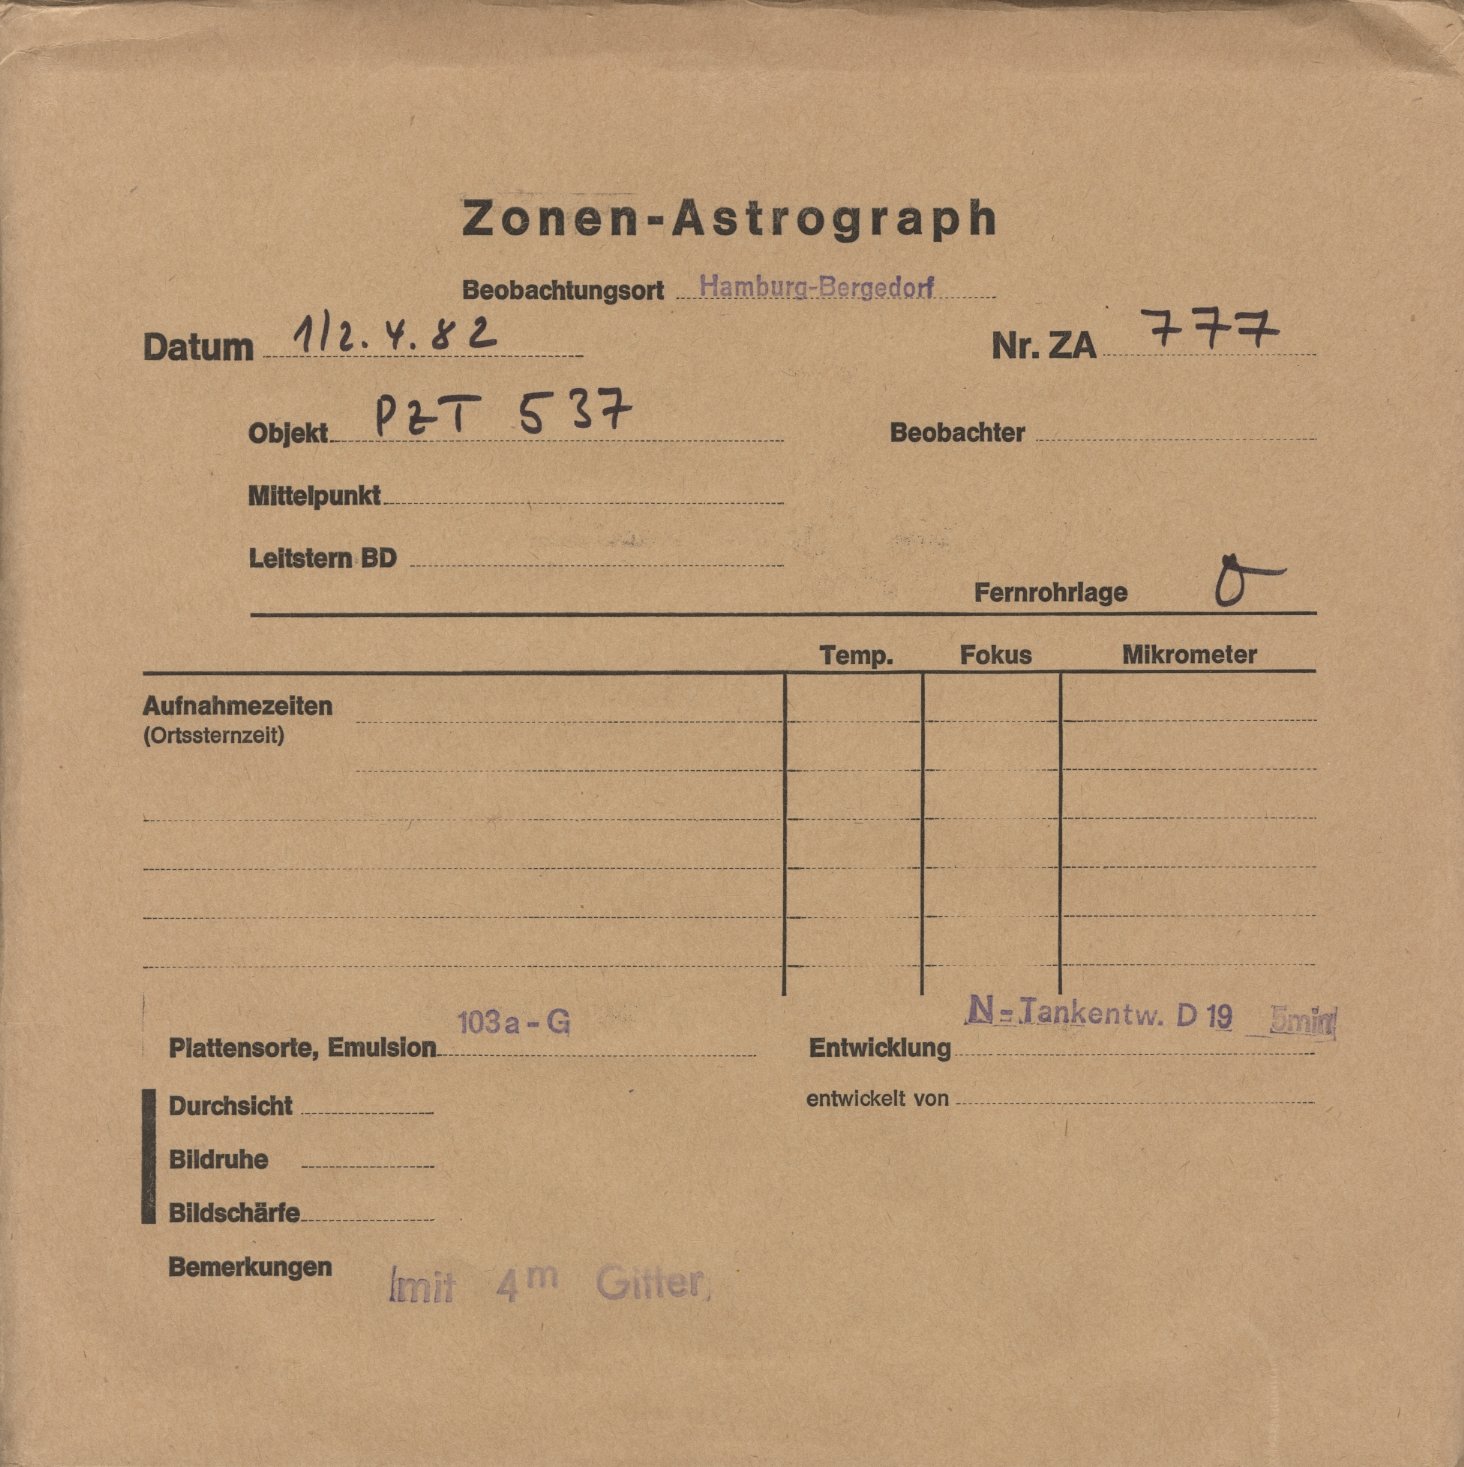 Zonen-Astrograph
Beobachtungsort Hamburg-Bergedorf
Datum 1/2.4.82 Nr. ZA 777
Objekt PZT 537 Beobachter
Mittelpunkt
Leitstern BD
Fernrohrlage
Temp. Fokus Mikrometer
Aufnahmezeiten
(Ortssternzeit)
Plattensorte, Emulsion 103a-G Entwicklung N-Tankentw. D 19 5min
Durchsicht entwickelt von
Bildruhe
Bildschärfe
Bemerkungen mit 4m Gitter